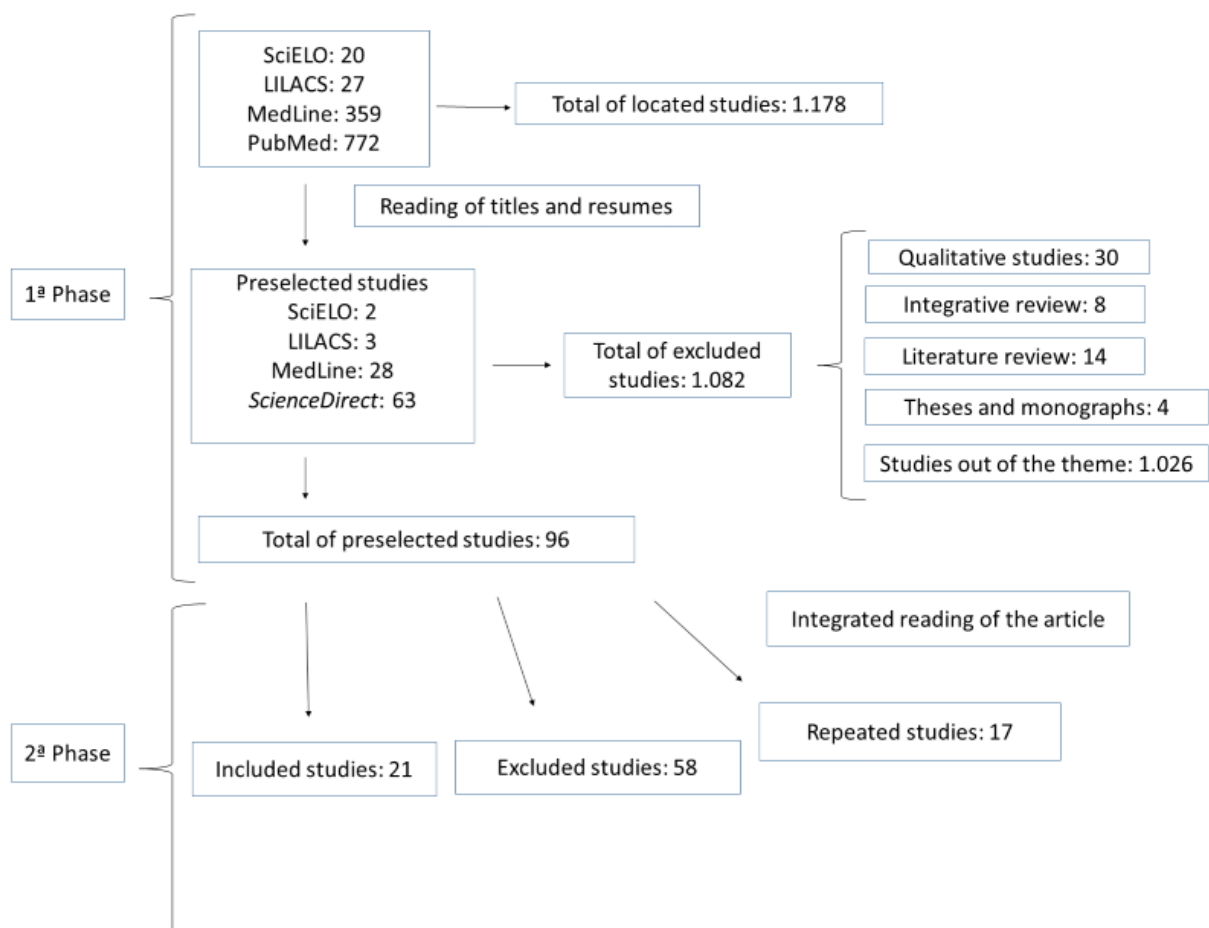 SciELO: 20
LILACS: 27
MedLine: 359
PubMed: 772
Total of located studies: 1.178
Reading of titles and resumes
1ª Phase
Preselected studies
SciELO: 2
LILACS: 3
MedLine: 28
ScienceDirect: 63
Total of excluded
studies: 1.082
Qualitative studies: 30
Integrative review: 8
Literature review: 14
Theses and monographs: 4
Studies out of the theme: 1.026
Total of preselected studies: 96
Integrated reading of the article
2ª Phase
Included studies: 21
Excluded studies: 58
Repeated studies: 17